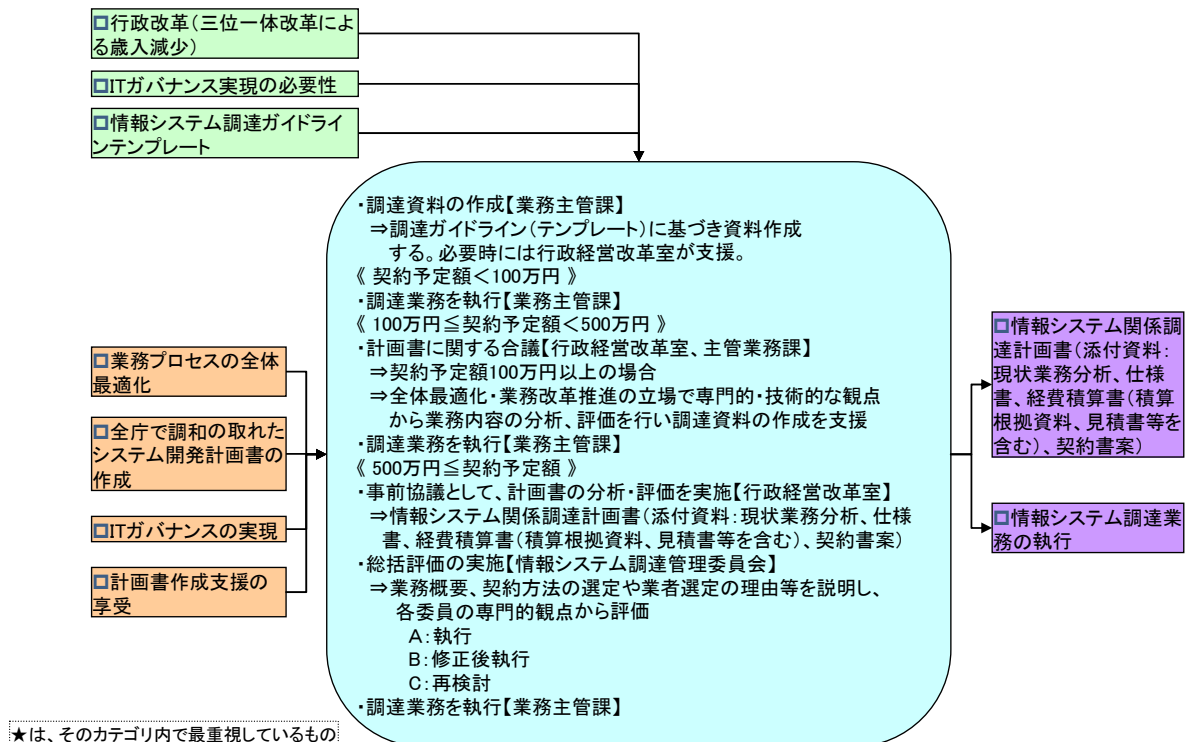 □行政改革（三位一体改革によ
る歳入減少）
□ITガバナンス実現の必要性
□情報システム調達ガイドライ
ンテンプレート
・調達資料の作成【業務主管課】
⇒調達ガイドライン（テンプレート）に基づき資料作成
する。必要時には行政経営改革室が支援。
《 契約予定額＜100万円 》
・調達業務を執行【業務主管課】
《 100万円≦契約予定額＜500万円 》
・計画書に関する合議【行政経営改革室、主管業務課】
⇒契約予定額100万円以上の場合
⇒全体最適化・業務改革推進の立場で専門的・技術的な観点
から業務内容の分析、評価を行い調達資料の作成を支援
・調達業務を執行【業務主管課】
《 500万円≦契約予定額 》
・事前協議として、計画書の分析・評価を実施【行政経営改革室】
⇒情報システム関係調達計画書（添付資料：現状業務分析、仕様
書、経費積算書（積算根拠資料、見積書等を含む）、契約書案）
・総括評価の実施【情報システム調達管理委員会】
⇒業務概要、契約方法の選定や業者選定の理由等を説明し、
各委員の専門的観点から評価
A：執行
B：修正後執行
C：再検討
・調達業務を執行【業務主管課】
□業務プロセスの全体
最適化
□全庁で調和の取れた
システム開発計画書の
作成
□ITガバナンスの実現
□計画書作成支援の
享受
□情報システム関係調
達計画書（添付資料：
現状業務分析、仕様
書、経費積算書（積算
根拠資料、見積書等を
含む）、契約書案）
□情報システム調達業
務の執行
★は、そのカテゴリ内で最重視しているもの